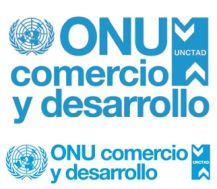 ONU
UNCTAD
comercio
y desarrollo
ONU comercio
y desarrollo
UNCTAD